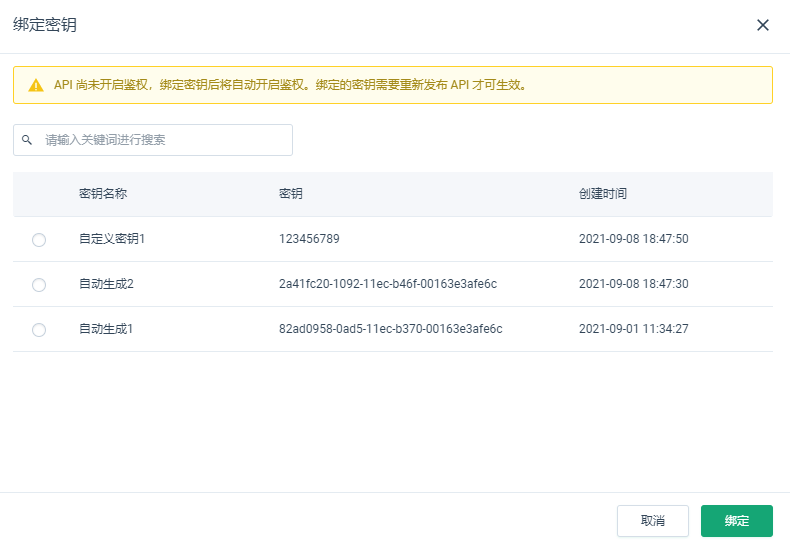 绑定密钥
API 尚未开启鉴权，绑定密钥后将自动开启鉴权。绑定的密钥需要重新发布 API 才可生效。
请输入关键词进行搜索
密钥名称 密钥 创建时间
自定义密钥1 123456789 2021-09-08 18:47:50
自动生成2 2a41fc20-1092-11ec-b46f-00163e3afe6c 2021-09-08 18:47:30
自动生成1 82ad0958-0ad5-11ec-b370-00163e3afe6c 2021-09-01 11:34:27
取消 绑定